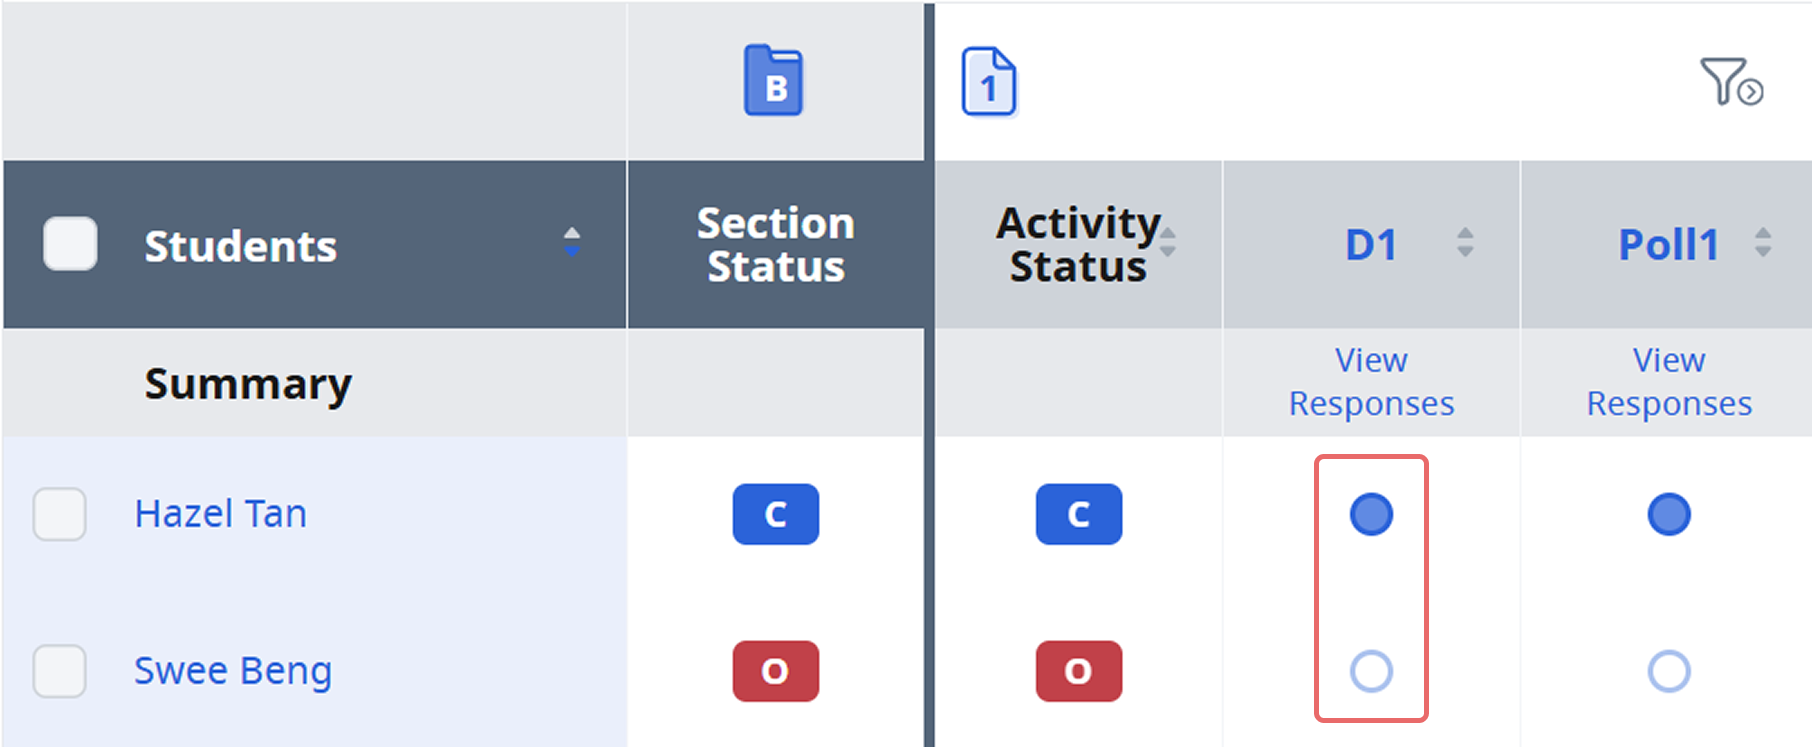 B
1
Students
Section
Status
Activity
Status
D1
Poll1
Summary
View
Responses
View
Responses
Hazel Tan
C
C
Swee Beng
O
O